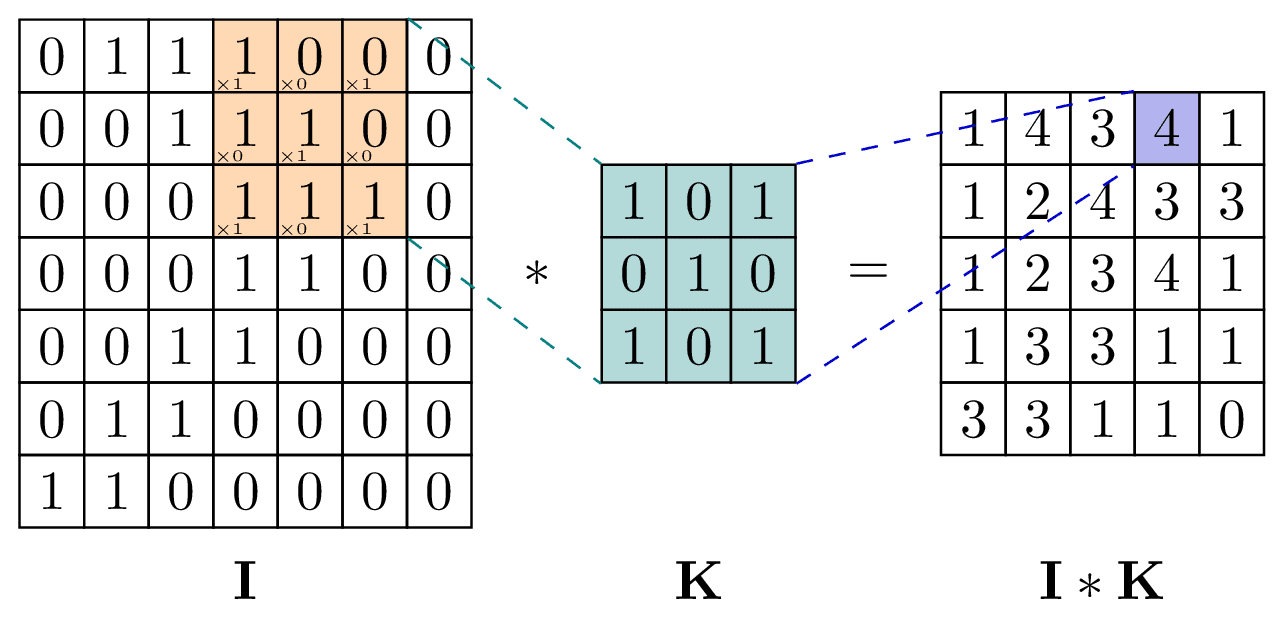 0 1 1 1×1 0×0 0×1 0
0 0 1 1×0 1×1 0×0 0
0 0 0 1×1 1×0 1×1 0
0 0 0 1 1 0 0
0 0 1 1 0 0 0
0 1 1 0 0 0 0
1 1 0 0 0 0 0
I
*
1 0 1
0 1 0
1 0 1
K
=
1 4 3 4 1
1 2 4 3 3
1 2 3 4 1
1 3 3 1 1
3 3 1 1 0
I * K